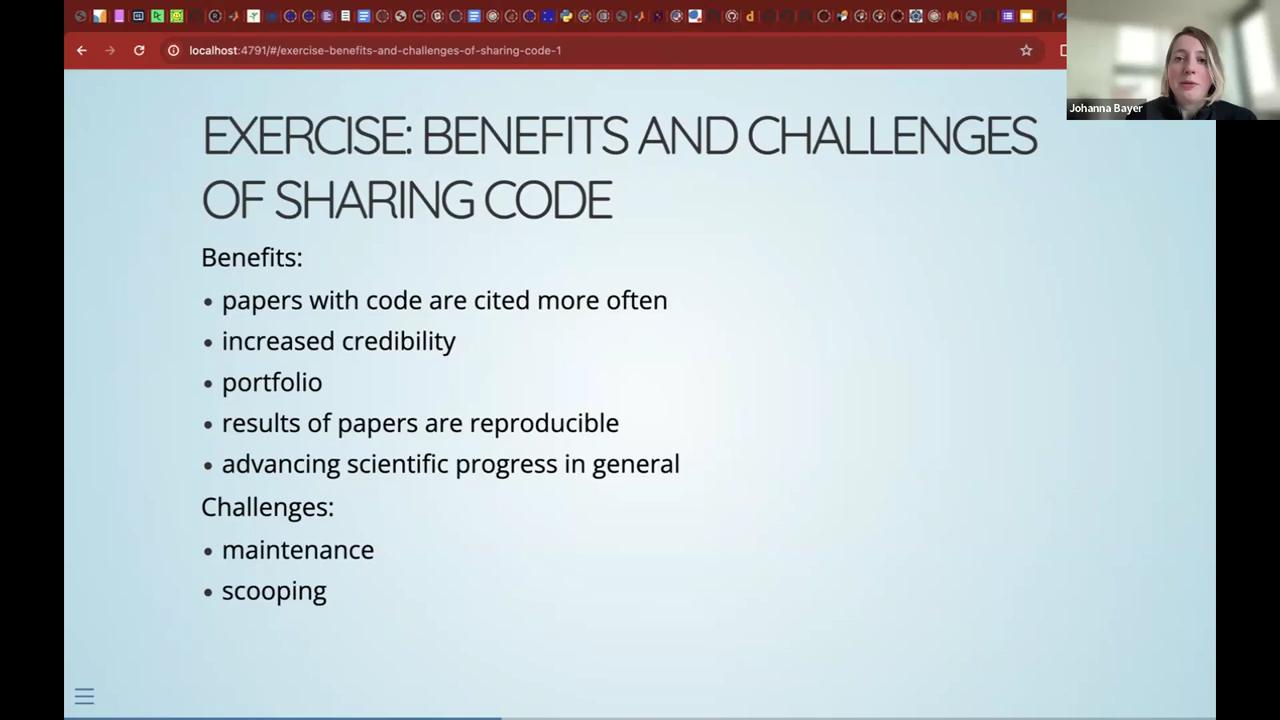 localhost:4791/#/exercise-benefits-and-challenges-of-sharing-code-1
Johanna Bayer
EXERCISE: BENEFITS AND CHALLENGES
OF SHARING CODE
Benefits:
• papers with code are cited more often
• increased credibility
• portfolio
• results of papers are reproducible
• advancing scientific progress in general
Challenges:
• maintenance
• scooping